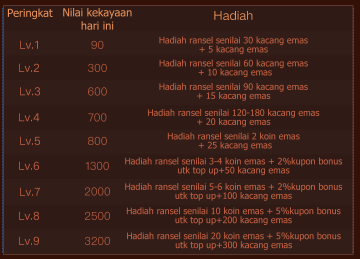 Peringkat Nilai kekayaan Hadiah
hari ini
Lv.1 90 Hadiah ransel senilai 30 kacang emas
+ 5 kacang emas
Lv.2 300 Hadiah ransel senilai 60 kacang emas
+ 10 kacang emas
Lv.3 600 Hadiah ransel senilai 90 kacang emas
+ 15 kacang emas
Lv.4 700 Hadiah ransel senilai 120-180 kacang emas
+ 20 kacang emas
Lv.5 800 Hadiah ransel senilai 2 koin emas
+ 25 kacang emas
Lv.6 1300 Hadiah ransel senilai 3-4 koin emas + 2%kupon bonus
utk top up+50 kacang emas
Lv.7 2000 Hadiah ransel senilai 5-6 koin emas + 2%kupon bonus
utk top up+100 kacang emas
Lv.8 2500 Hadiah ransel senilai 10 koin emas + 5%kupon bonus
utk top up+200 kacang emas
Lv.9 3200 Hadiah ransel senilai 20 koin emas + 5%kupon bonus
utk top up+300 kacang emas